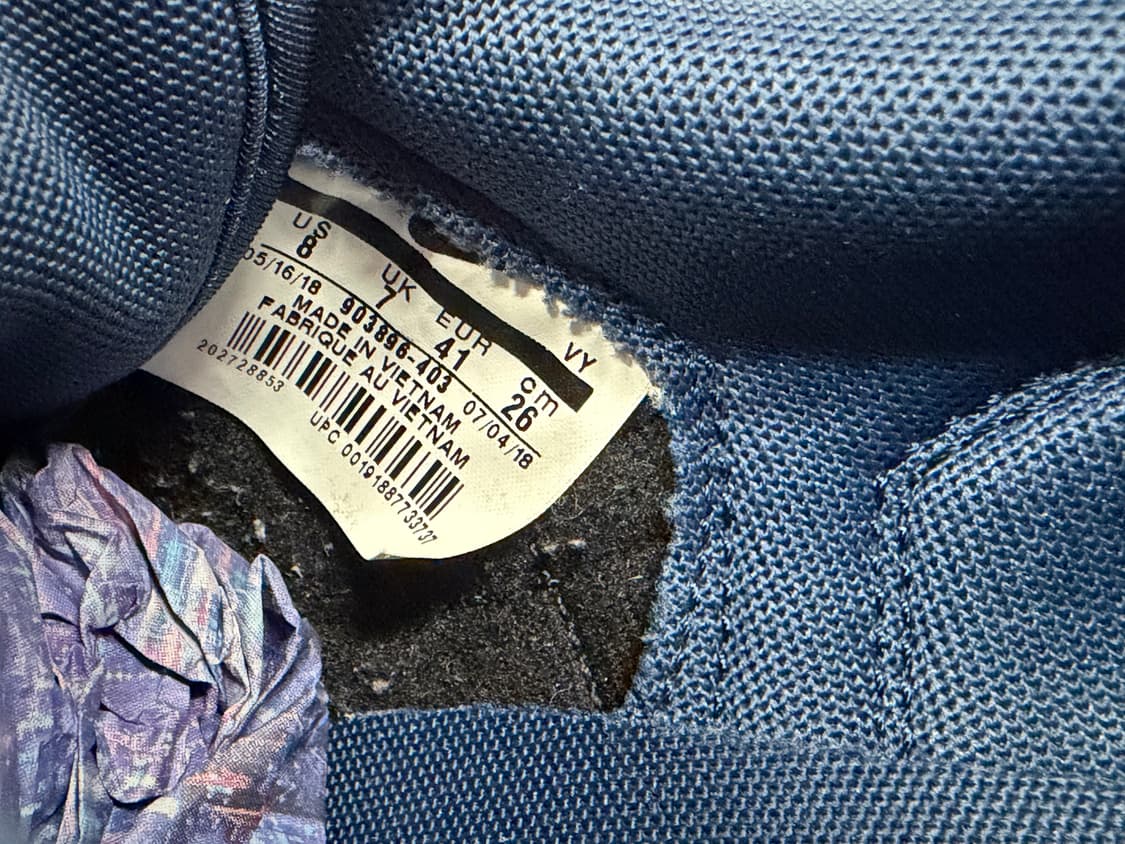 VY
US UK EUR cm
8 7 41 26
05/16/18 903896-403 07/04/18
MADE IN VIETNAM
FABRIQUE AU VIETNAM
202728853
UPC 00191887733737